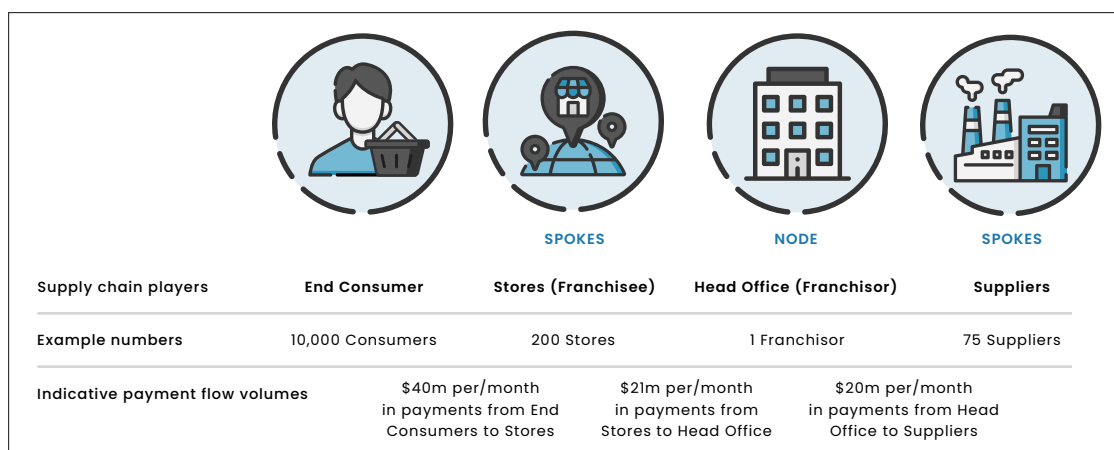 SPOKES
NODE
SPOKES
Supply chain players
End Consumer
Stores (Franchisee)
Head Office (Franchisor)
Suppliers
Example numbers
10,000 Consumers
200 Stores
1 Franchisor
75 Suppliers
Indicative payment flow volumes
$40m per/month
in payments from End
Consumers to Stores
$21m per/month
in payments from
Stores to Head Office
$20m per/month
in payments from Head
Office to Suppliers